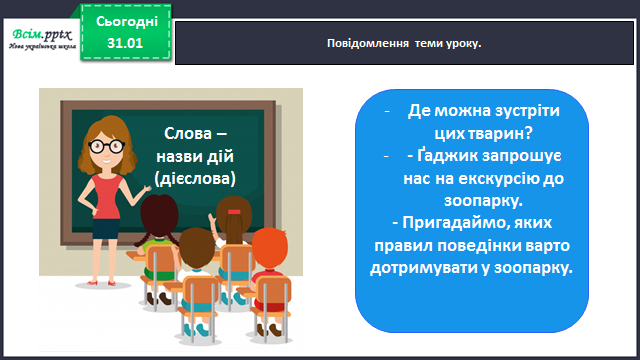 Всім.pptx
Нова українська школа
Сьогодні
31.01
Повідомлення теми уроку.
Слова –
назви дій
(дієслова)
- Де можна зустріти
цих тварин?
- - Ґаджик запрошує
нас на екскурсію до
зоопарку.
- Пригадаймо, яких
правил поведінки варто
дотримувати у зоопарку.